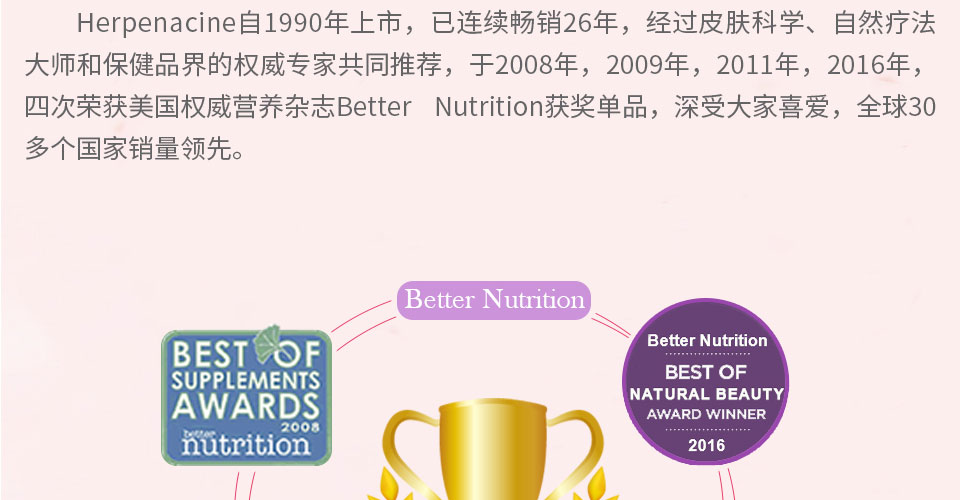 Herpenacine自1990年上市，已连续畅销26年，经过皮肤科学、自然疗法
大师和保健品界的权威专家共同推荐，于2008年，2009年，2011年，2016年，
四次荣获美国权威营养杂志Better Nutrition获奖单品，深受大家喜爱，全球30
多个国家销量领先。
Better Nutrition
BEST OF
SUPPLEMENTS
AWARDS
2008
better
nutrition
Better Nutrition
BEST OF
NATURAL BEAUTY
AWARD WINNER
2016